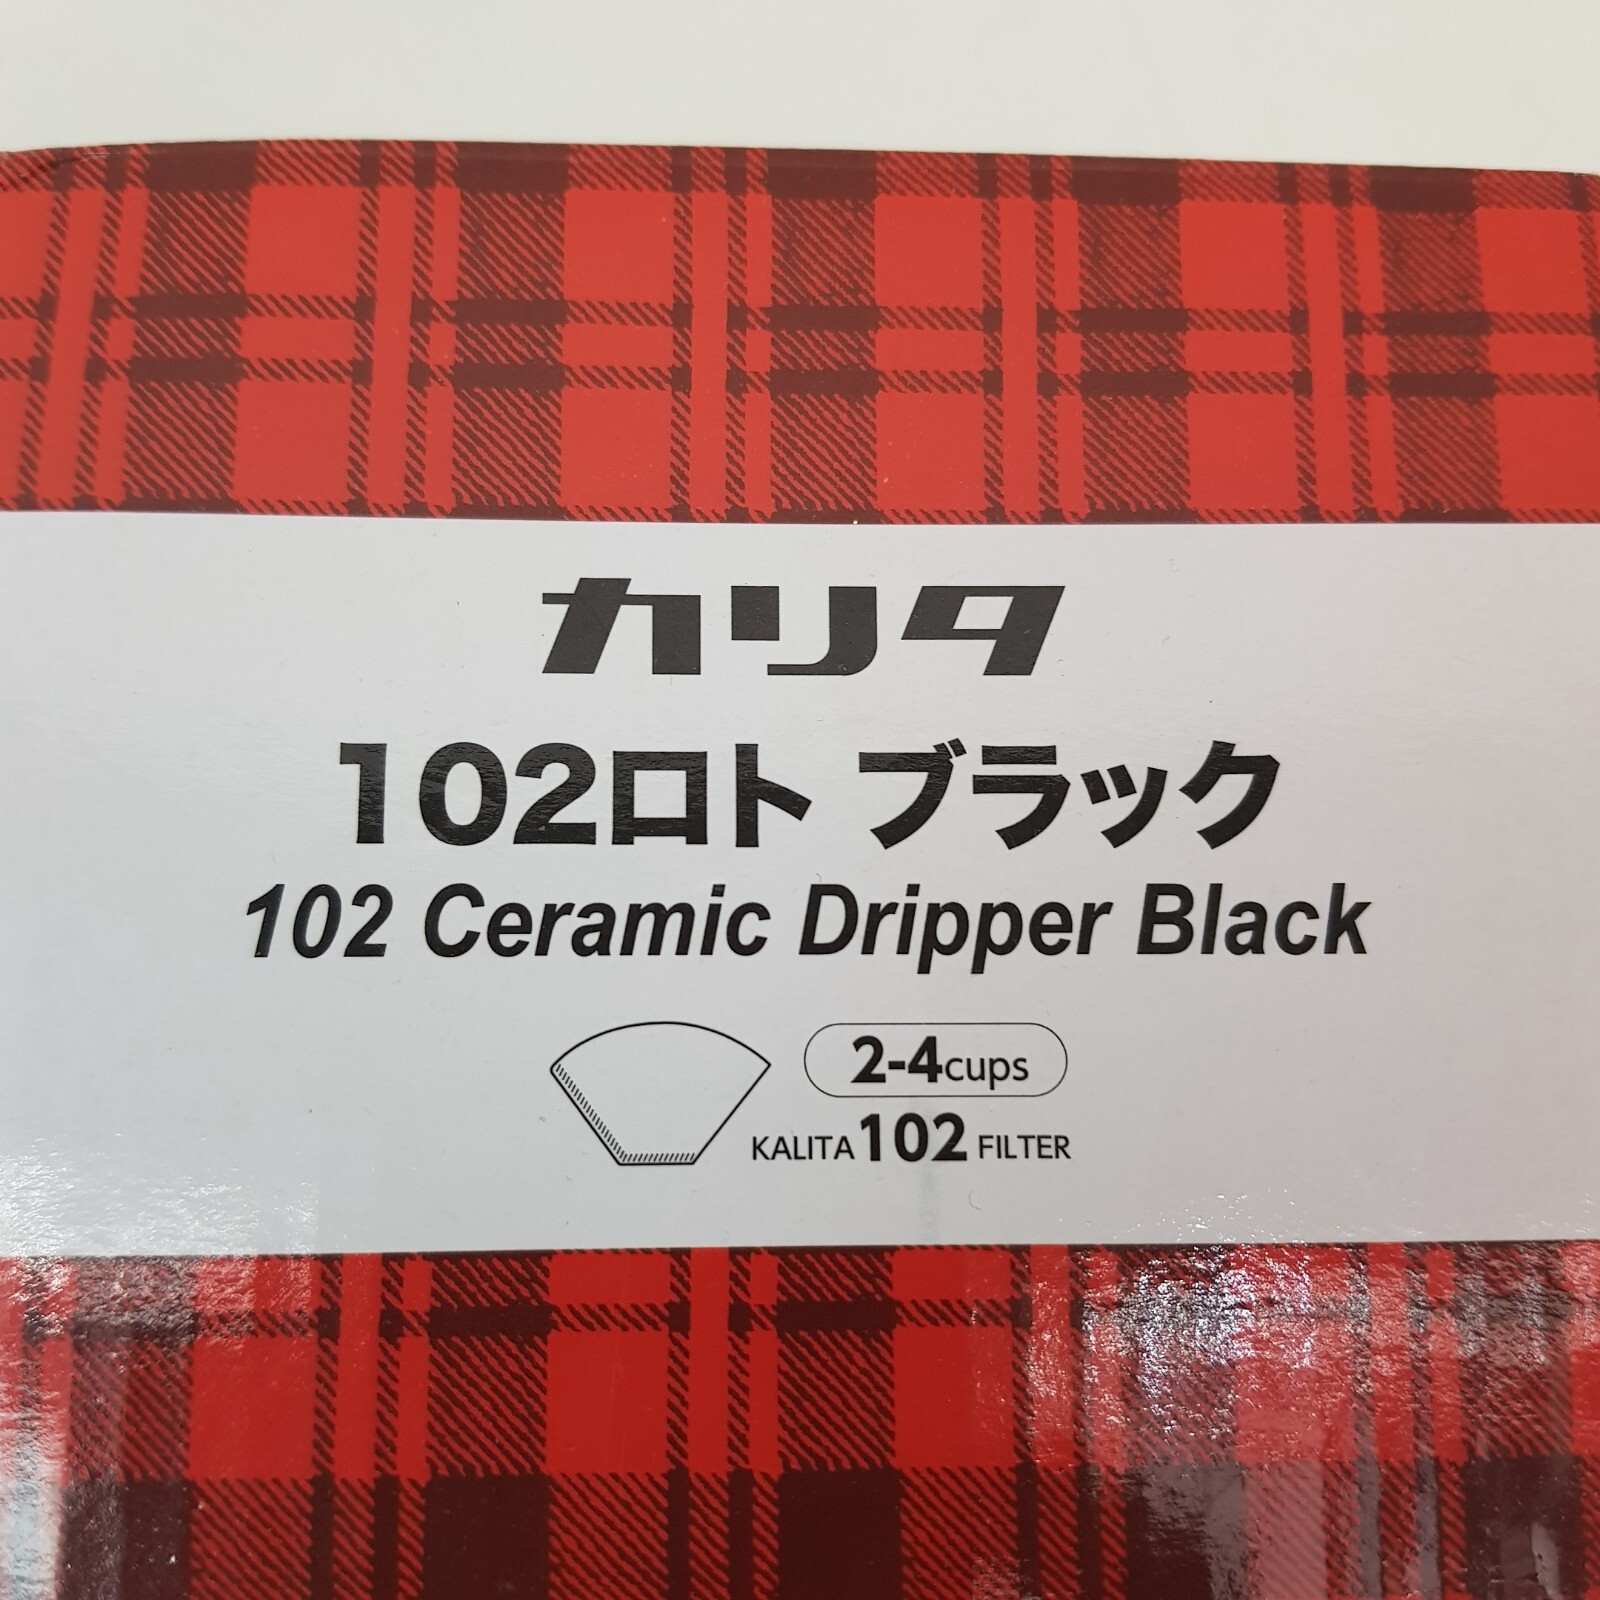 カリタ
102ロト ブラック
102 Ceramic Dripper Black
2-4cups
KALITA 102 FILTER